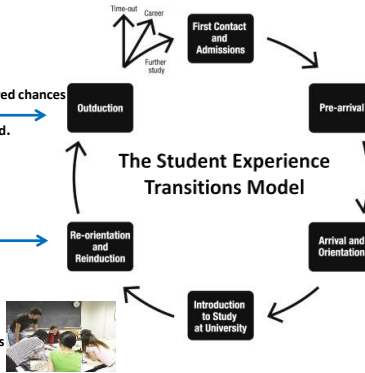 Time-out
Career
Further
study
First Contact
and
Admissions
chances
Outduction
Pre-arrival
d.
The Student Experience
Transitions Model
Re-orientation
and
Reinduction
Arrival and
Orientation
Introduction
to Study
at University
s